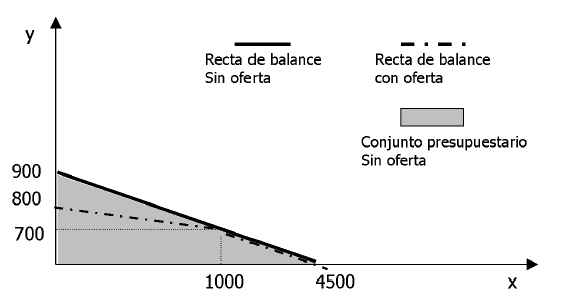 y
Recta de balance
Sin oferta
Recta de balance
con oferta
Conjunto presupuestario
Sin oferta
900
800
700
1000
4500
x